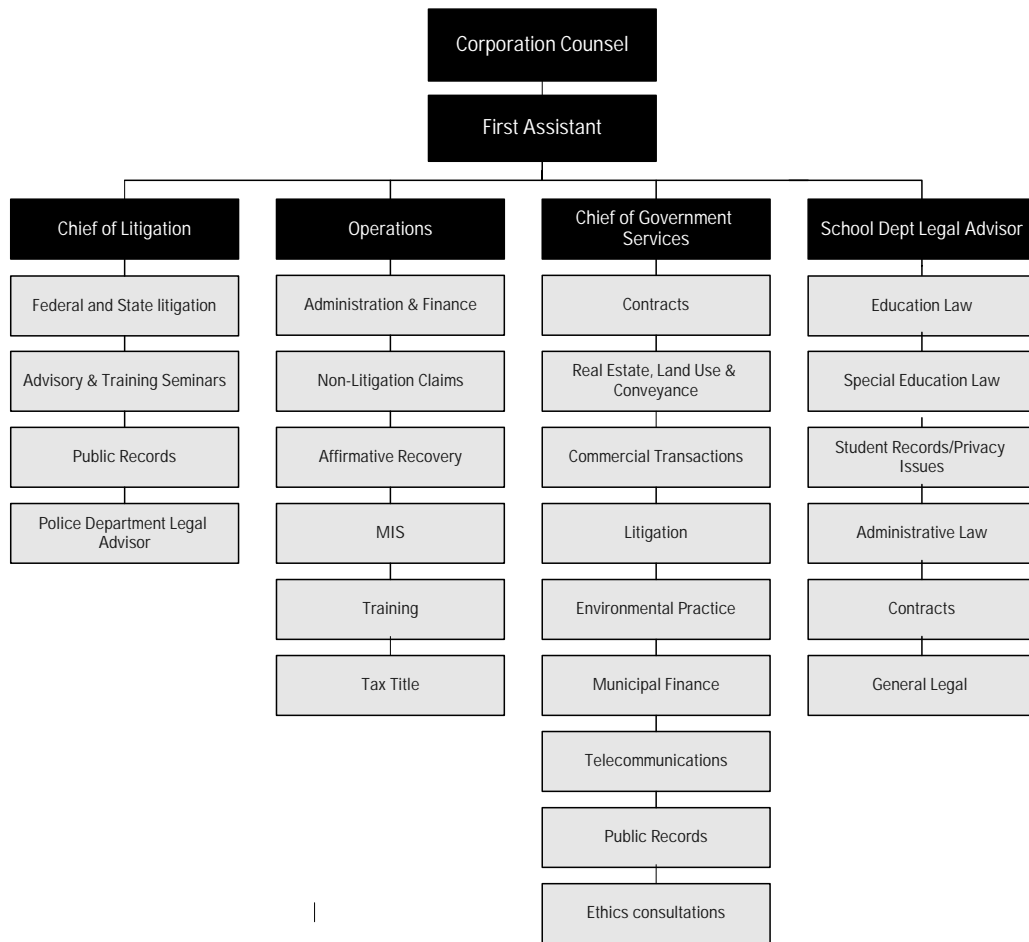 Corporation Counsel
First Assistant
Chief of Litigation
Federal and State litigation
Advisory & Training Seminars
Public Records
Police Department Legal
Advisor
Operations
Administration & Finance
Non-Litigation Claims
Affirmative Recovery
MIS
Training
Tax Title
Chief of Government
Services
Contracts
Real Estate, Land Use &
Conveyance
Commercial Transactions
Litigation
Environmental Practice
Municipal Finance
Telecommunications
Public Records
Ethics consultations
School Dept Legal Advisor
Education Law
Special Education Law
Student Records/Privacy
Issues
Administrative Law
Contracts
General Legal